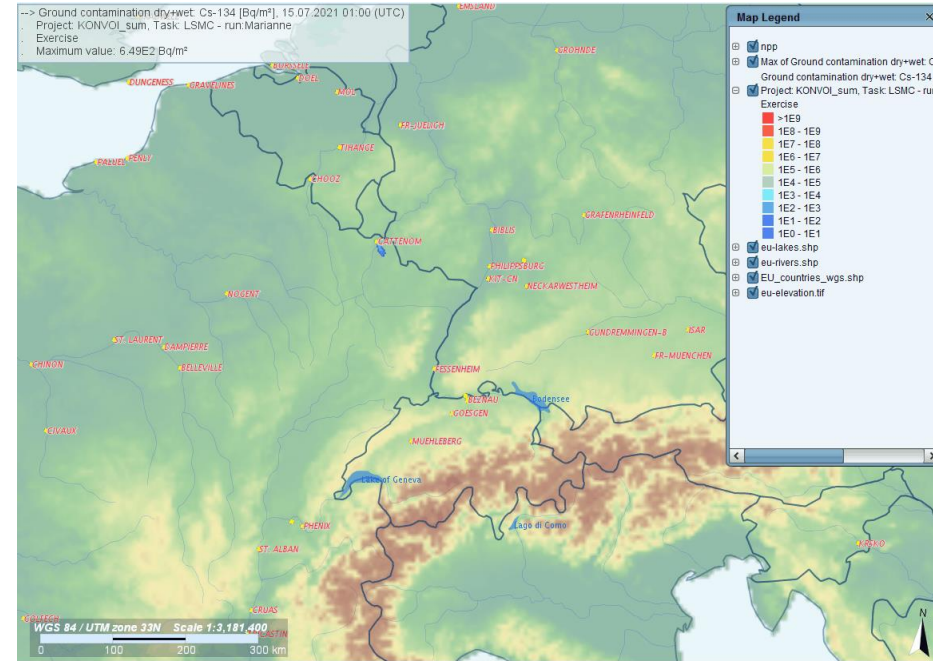 --> Ground contamination dry+wet: Cs-134 [Bq/m²], 15.07.2021 01:00 (UTC)
. Project: KONVOI_sum, Task: LSMC - run:Marianne
. Exercise
. Maximum value: 6.49E2 Bq/m²
EMSLAND
GROHNDE
BORSSELE
DOEL
MOL
DUNGENESS
GRAVELINES
FR-JUELICH
TIHANGE
PALUEL
PENLY
CHOOZ
GRAFENRHEINFELD
BIBLIS
CATTENOM
PHILIPPSBURG
KIT-CN
NECKARWESTHEIM
NOGENT
GUNDREMMINGEN-B
ISAR
ST. LAURENT
DAMPIERRE
FR-MUENCHEN
CHINON
BELLEVILLE
FESSENHEIM
BEZNAU
Bodensee
GOESGEN
CIVAUX
MUEHLEBERG
Lake of Geneva
PHENIX
Lago di Como
ST. ALBAN
KRSKO
CRUAS
WGS 84 / UTM zone 33N Scale 1:3,181,400
0 100 200 300 km
N
Map Legend
npp
Max of Ground contamination dry+wet: C
Ground contamination dry+wet: Cs-134
Project: KONVOI_sum, Task: LSMC - run
Exercise
>1E9
1E8 - 1E9
1E7 - 1E8
1E6 - 1E7
1E5 - 1E6
1E4 - 1E5
1E3 - 1E4
1E2 - 1E3
1E1 - 1E2
1E0 - 1E1
eu-lakes.shp
eu-rivers.shp
EU_countries_wgs.shp
eu-elevation.tif